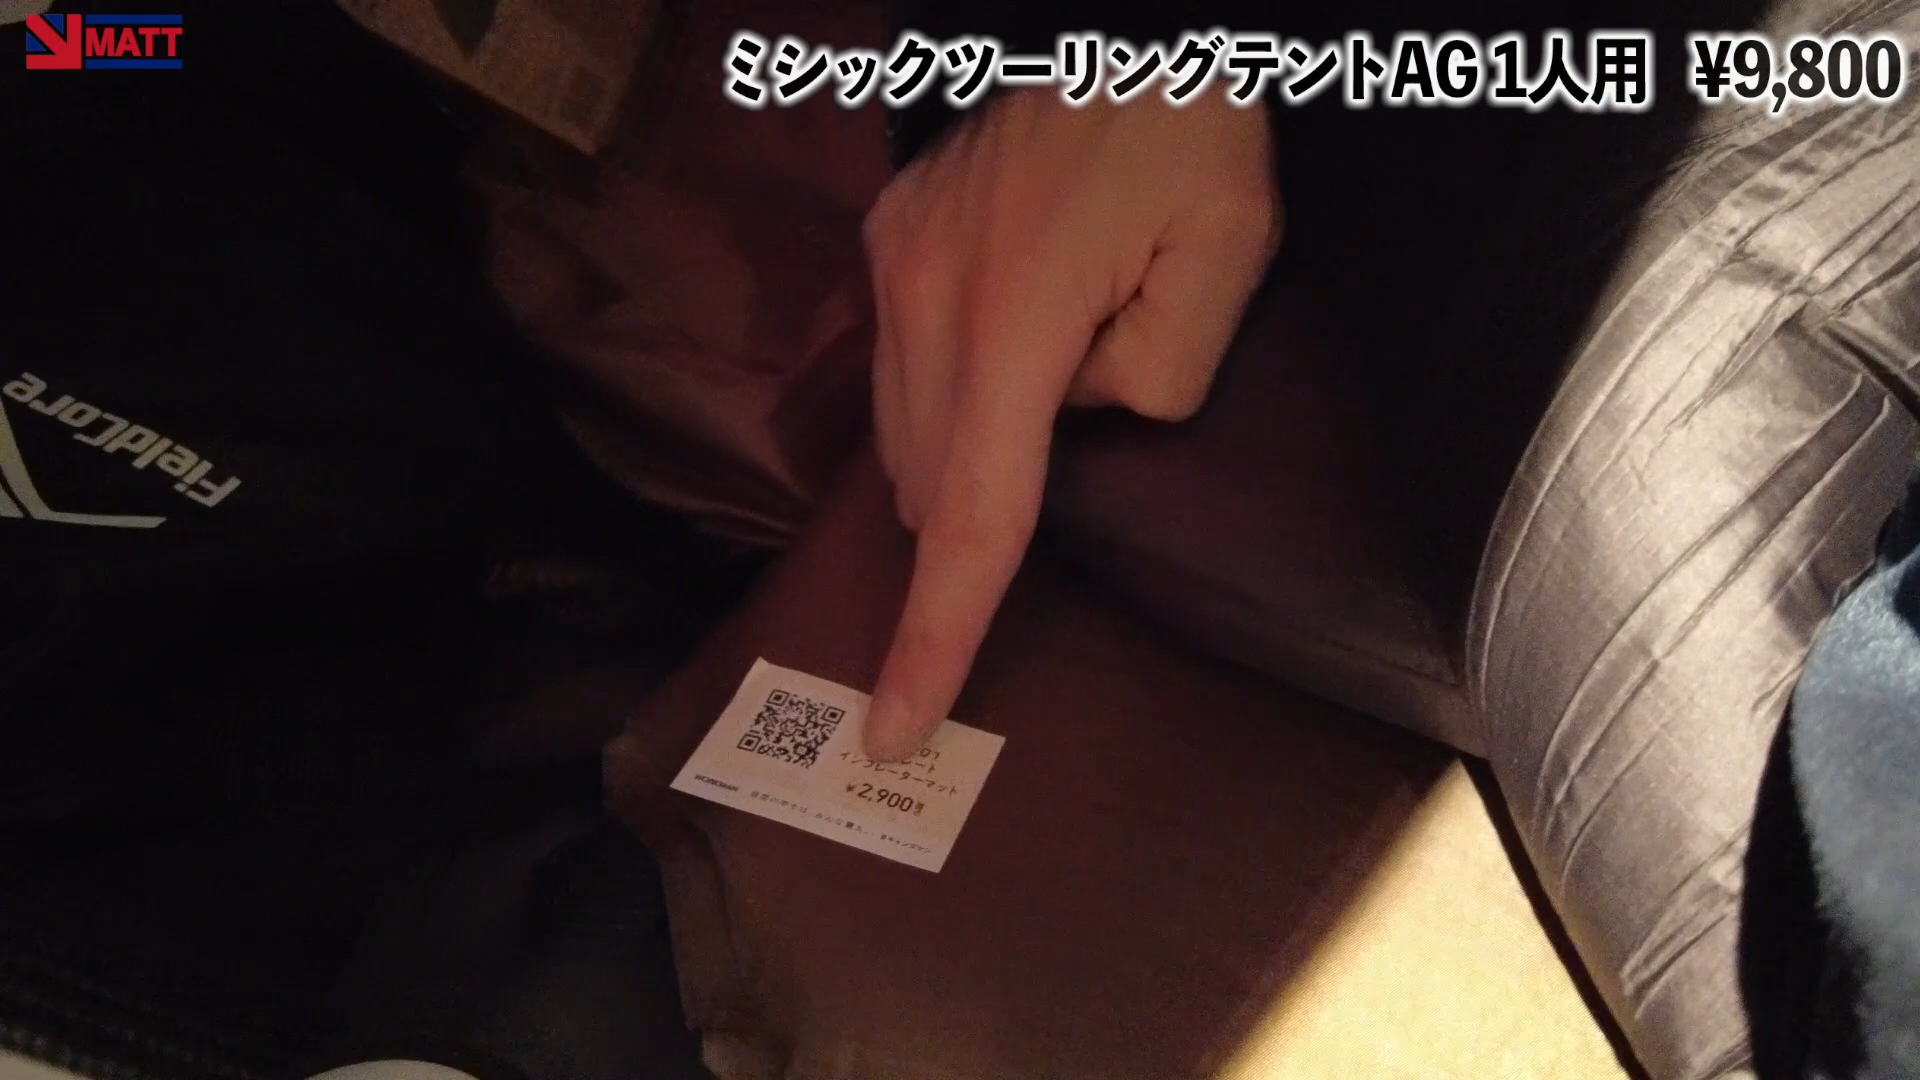 MATT
ミシックツーリングテントAG 1人用 ¥9,800
FieldCore
インフレーターマット
¥2,900
WORKMAN